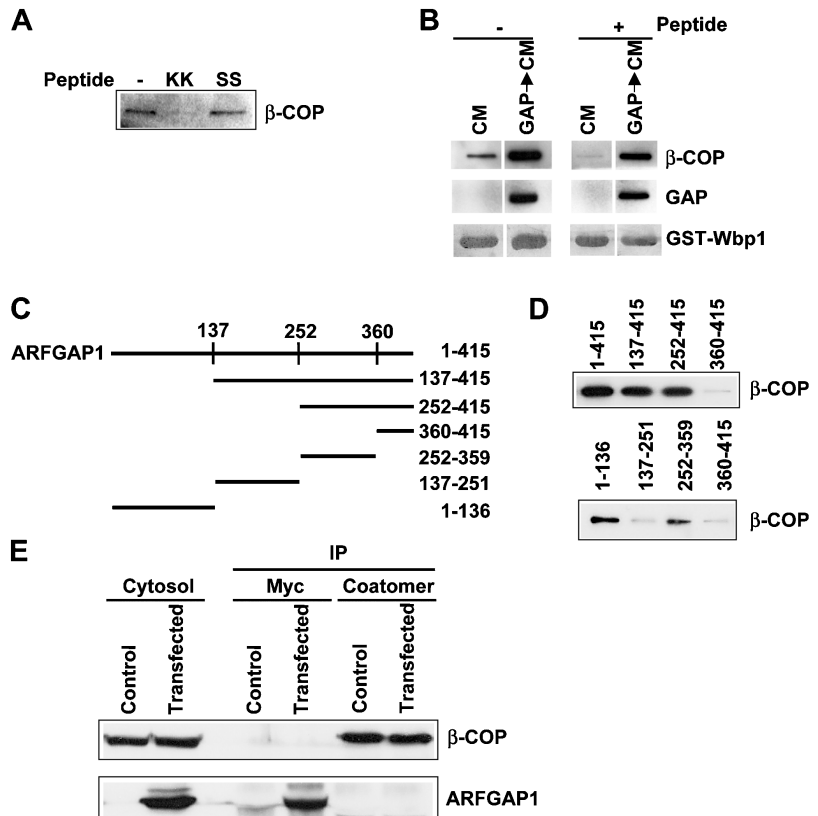 A
Peptide - KK SS
β-COP
B
- + Peptide
CM GAP→CM CM GAP→CM
β-COP
GAP
GST-Wbp1
C
137 252 360
ARFGAP1 1-415
137-415
252-415
360-415
252-359
137-251
1-136
D
1-415 137-415 252-415 360-415
β-COP
1-136 137-251 252-359 360-415
β-COP
E
IP
Cytosol Myc Coatomer
Control Transfected Control Transfected Control Transfected
β-COP
ARFGAP1